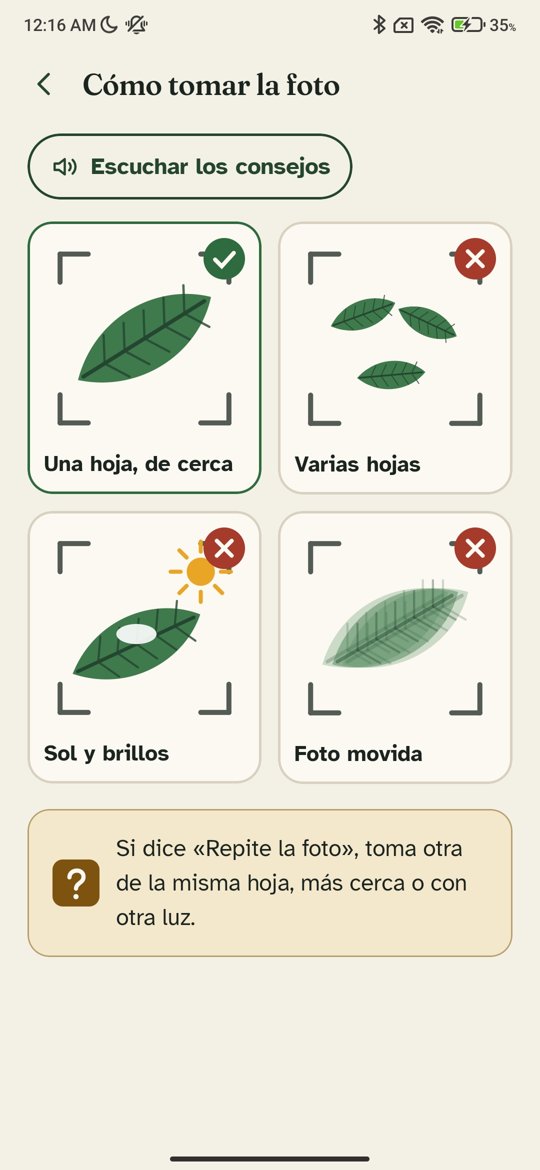 12:16 AM
35%
Cómo tomar la foto
Escuchar los consejos
Una hoja, de cerca
Varias hojas
Sol y brillos
Foto movida
Si dice «Repite la foto», toma otra
de la misma hoja, más cerca o con
otra luz.